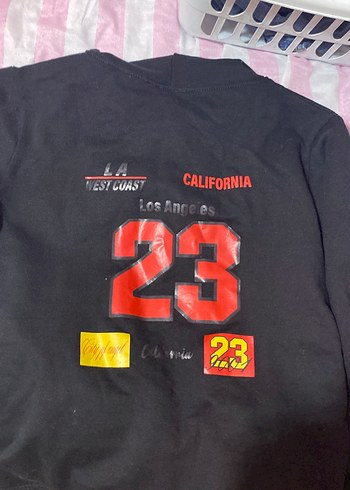 LA
WEST COAST
CALIFORNIA
Los Angeles
23
California
23